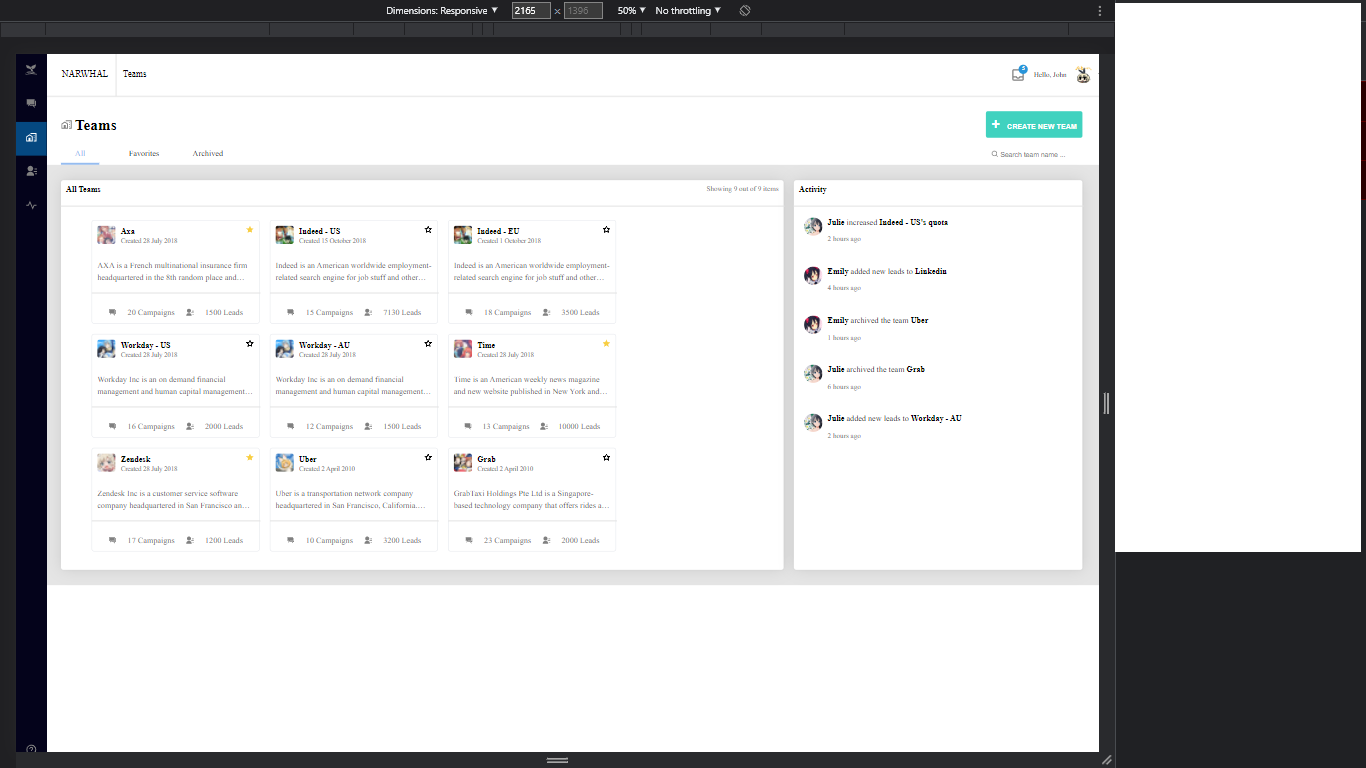 Dimensions: Responsive ▼ 2165 × 1396 50% ▼ No throttling ▼
NARWHAL Teams
5
Hello, John
Teams
+ CREATE NEW TEAM
All Favorites Archived
Search team name ...
All Teams
Showing 9 out of 9 items
Axa
Created 28 July 2018
AXA is a French multinational insurance firm
headquartered in the 8th random place and…
20 Campaigns 1500 Leads
Indeed - US
Created 15 October 2018
Indeed is an American worldwide employment-
related search engine for job stuff and other…
15 Campaigns 7130 Leads
Indeed - EU
Created 1 October 2018
Indeed is an American worldwide employment-
related search engine for job stuff and other…
18 Campaigns 3500 Leads
Workday - US
Created 28 July 2018
Workday Inc is an on demand financial
management and human capital management…
16 Campaigns 2000 Leads
Workday - AU
Created 28 July 2018
Workday Inc is an on demand financial
management and human capital management…
12 Campaigns 1500 Leads
Time
Created 28 July 2018
Time is an American weekly news magazine
and new website published in New York and…
13 Campaigns 10000 Leads
Zendesk
Created 28 July 2018
Zendesk Inc is a customer service software
company headquartered in San Francisco an…
17 Campaigns 1200 Leads
Uber
Created 2 April 2010
Uber is a transportation network company
headquartered in San Francisco, California.…
10 Campaigns 3200 Leads
Grab
Created 2 April 2010
GrabTaxi Holdings Pte Ltd is a Singapore-
based technology company that offers rides a…
23 Campaigns 2000 Leads
Activity
Julie increased Indeed - US's quota
2 hours ago
Emily added new leads to Linkedin
4 hours ago
Emily archived the team Uber
1 hours ago
Julie archived the team Grab
6 hours ago
Julie added new leads to Workday - AU
2 hours ago